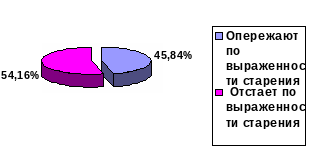 45,84%
54,16%
Опережают
по
выраженнос
ти старения
Отстает по
выраженнос
ти старения